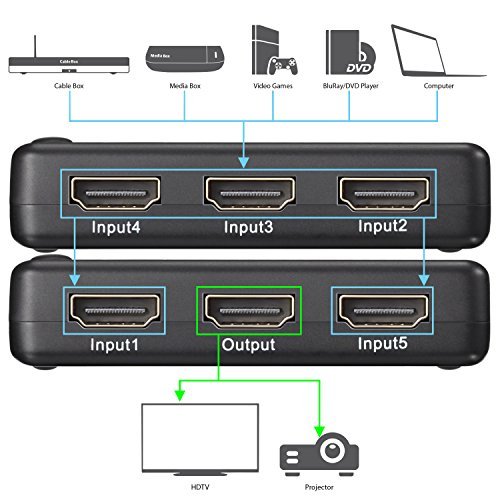 Cable Box
Media Box
DVD
Cable Box
Media Box
Video Games
BluRay/DVD Player
Computer
Input4
Input3
Input2
Input1
Output
Input5
HDTV
Projector